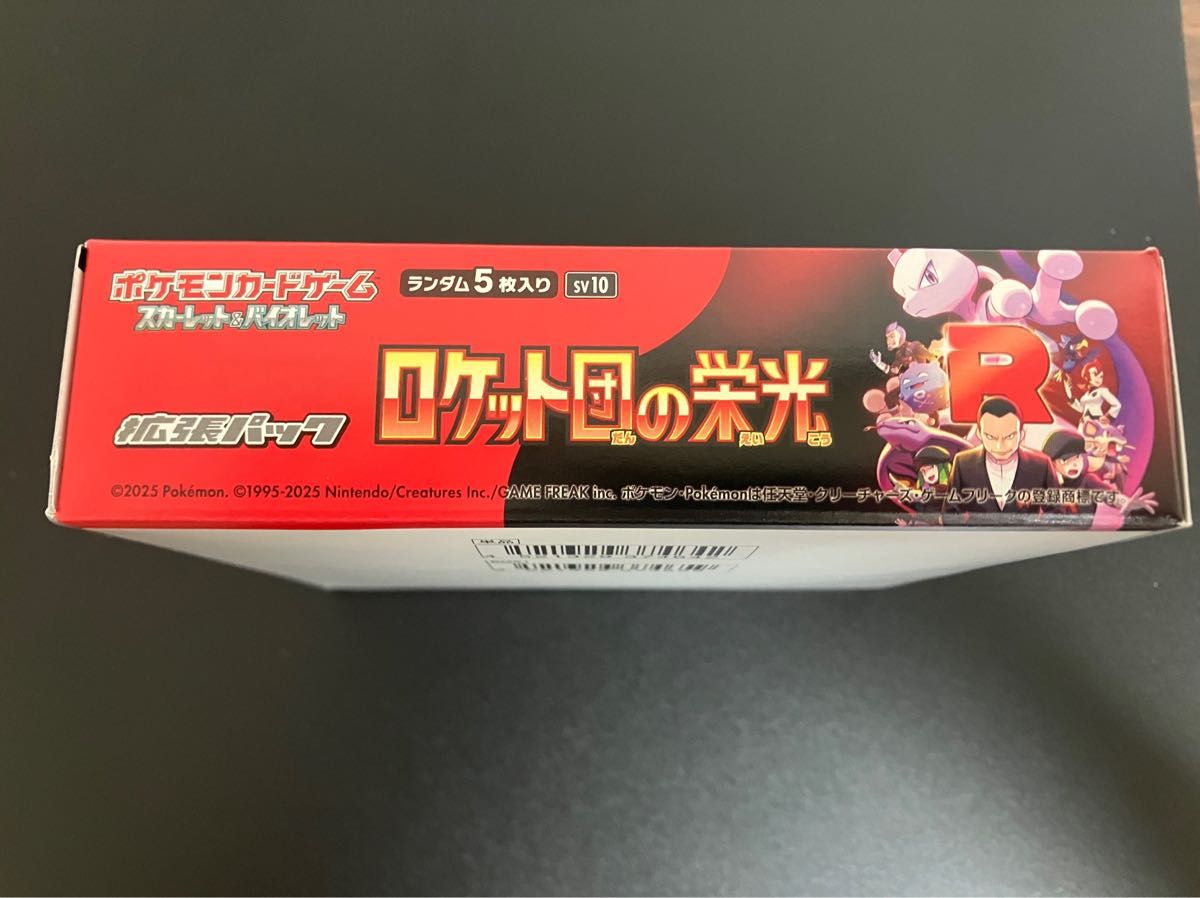 ポケモンカードゲーム
スカーレット&バイオレット
ランダム5枚入り
SV10
拡張パック
ロケット団の栄光
だん えい こう
R
©2025 Pokémon. ©1995-2025 Nintendo/Creatures Inc./GAME FREAK inc. ポケモン・Pokémonは任天堂・クリーチャーズ・ゲームフリークの登録商標です。
単品